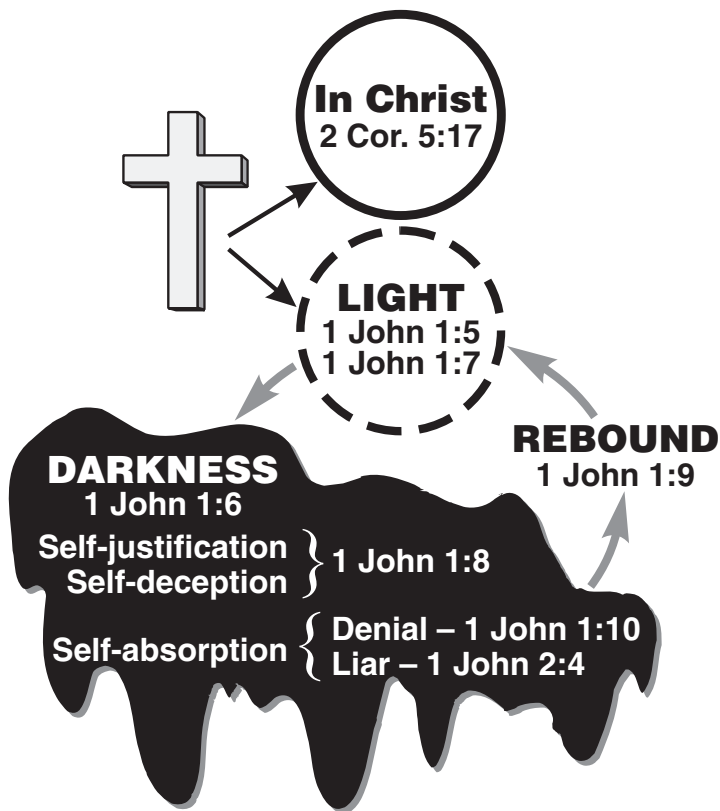 In Christ
2 Cor. 5:17
LIGHT
1 John 1:5
1 John 1:7
REBOUND
1 John 1:9
DARKNESS
1 John 1:6
Self-justification
Self-deception
1 John 1:8
Self-absorption
Denial – 1 John 1:10
Liar – 1 John 2:4